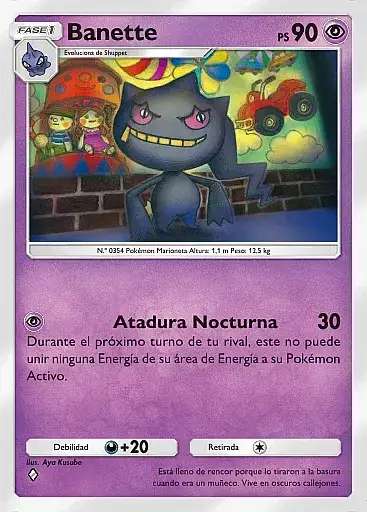 FASE 1
Banette
PS 90
Evoluciona de Shuppet
N.º 0354 Pokémon Marioneta Altura: 1,1 m Peso: 12.5 kg
Atadura Nocturna 30
Durante el próximo turno de tu rival, este no puede
unir ninguna Energía de su área de Energía a su Pokémon
Activo.
Debilidad +20
Retirada
Ilus. Aya Kusube
Está lleno de rencor porque lo tiraron a la basura
cuando era un muñeco. Vive en oscuros callejones.